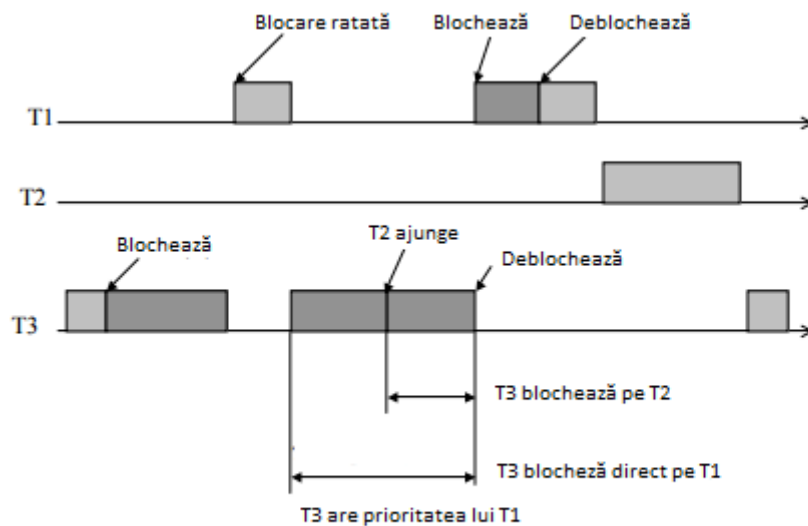 Blocare ratată
Blochează
Deblochează
T1
T2
Blochează
T2 ajunge
Deblochează
T3
T3 blochează pe T2
T3 blocheză direct pe T1
T3 are prioritatea lui T1